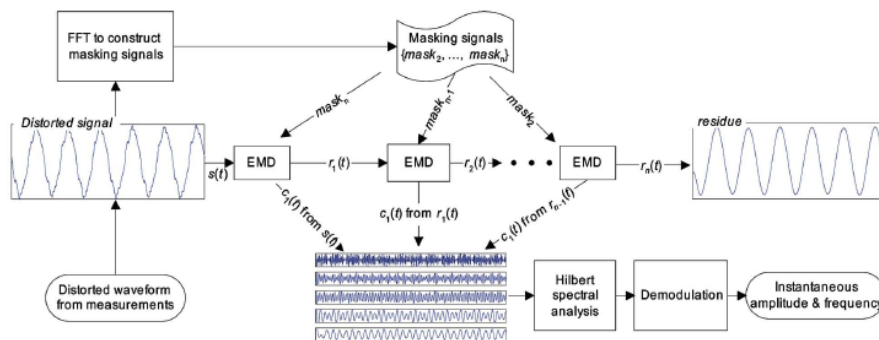 FFT to construct
masking signals
Masking signals
{mask₂, ..., maskₙ}
maskₙ
maskₙ₋₁
mask₂
Distorted signal
residue
s(t)
EMD
r₁(t)
EMD
r₂(t)
EMD
rₙ(t)
c₁(t) from s(t)
c₁(t) from r₁(t)
c₁(t) from rₙ₋₁(t)
Distorted waveform
from measurements
Hilbert
spectral
analysis
Demodulation
Instantaneous
amplitude & frequency